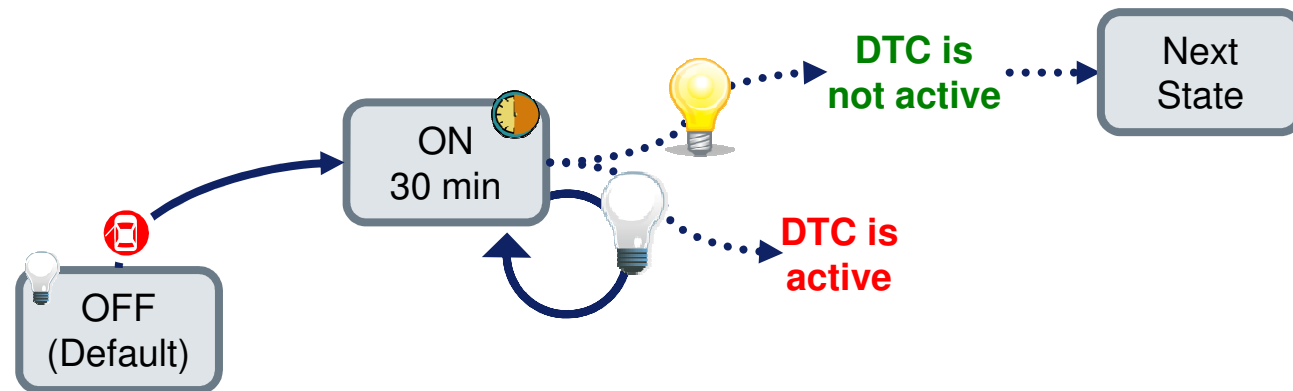 OFF
(Default)
ON
30 min
DTC is
not active
DTC is
active
Next
State